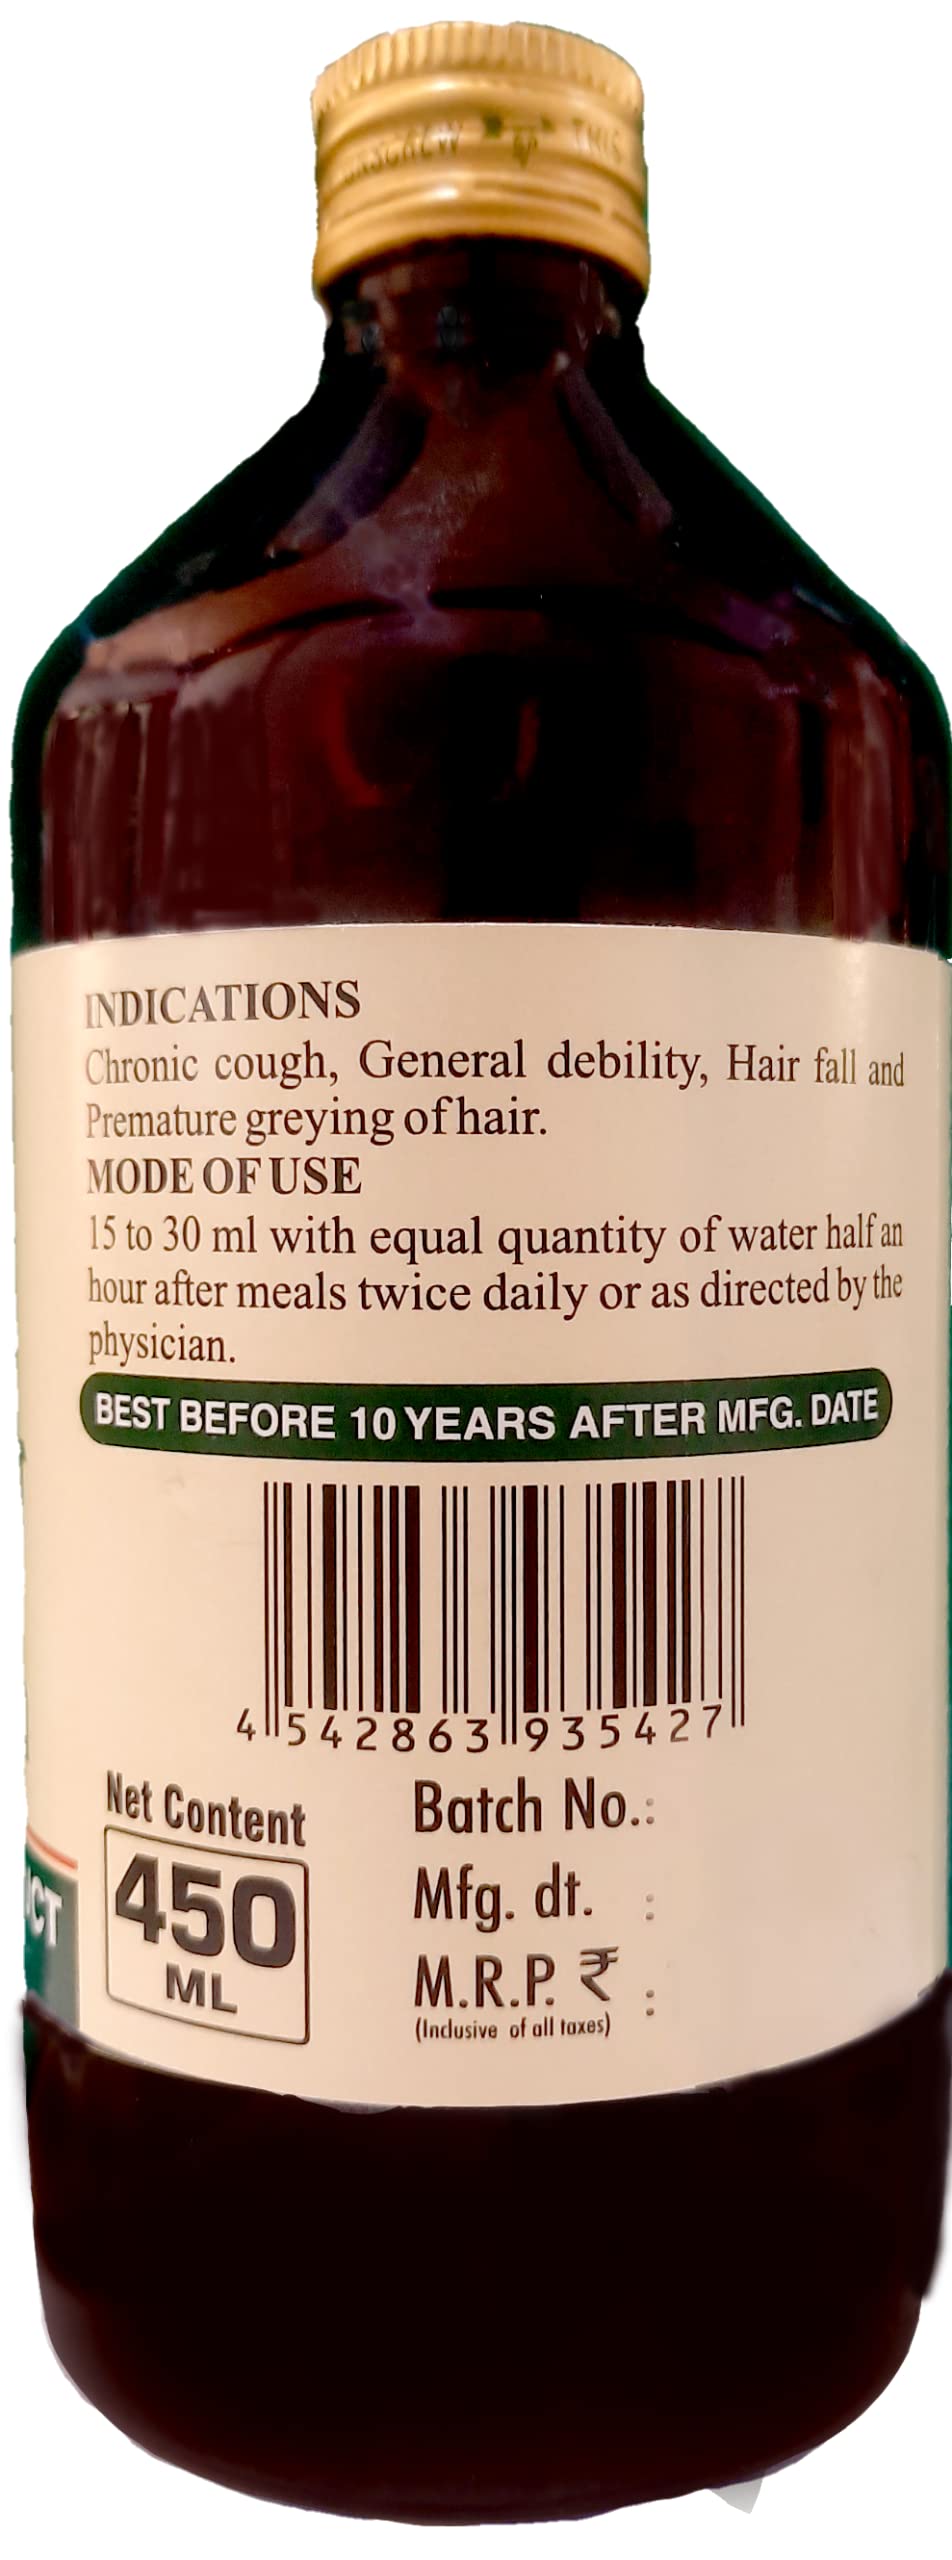 THIS
INDICATIONS
Chronic cough, General debility, Hair fall and
Premature greying of hair.
MODE OF USE
15 to 30 ml with equal quantity of water half an
hour after meals twice daily or as directed by the
physician.
BEST BEFORE 10 YEARS AFTER MFG. DATE
4 542863 935427
Net Content
450
ML
Batch No.:
Mfg. dt. :
M.R.P. ₹ :
(Inclusive of all taxes)